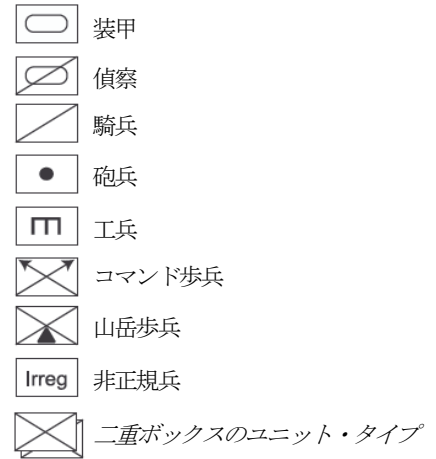 装甲
偵察
騎兵
砲兵
工兵
コマンド歩兵
山岳歩兵
Irreg 非正規兵
二重ボックスのユニット・タイプ